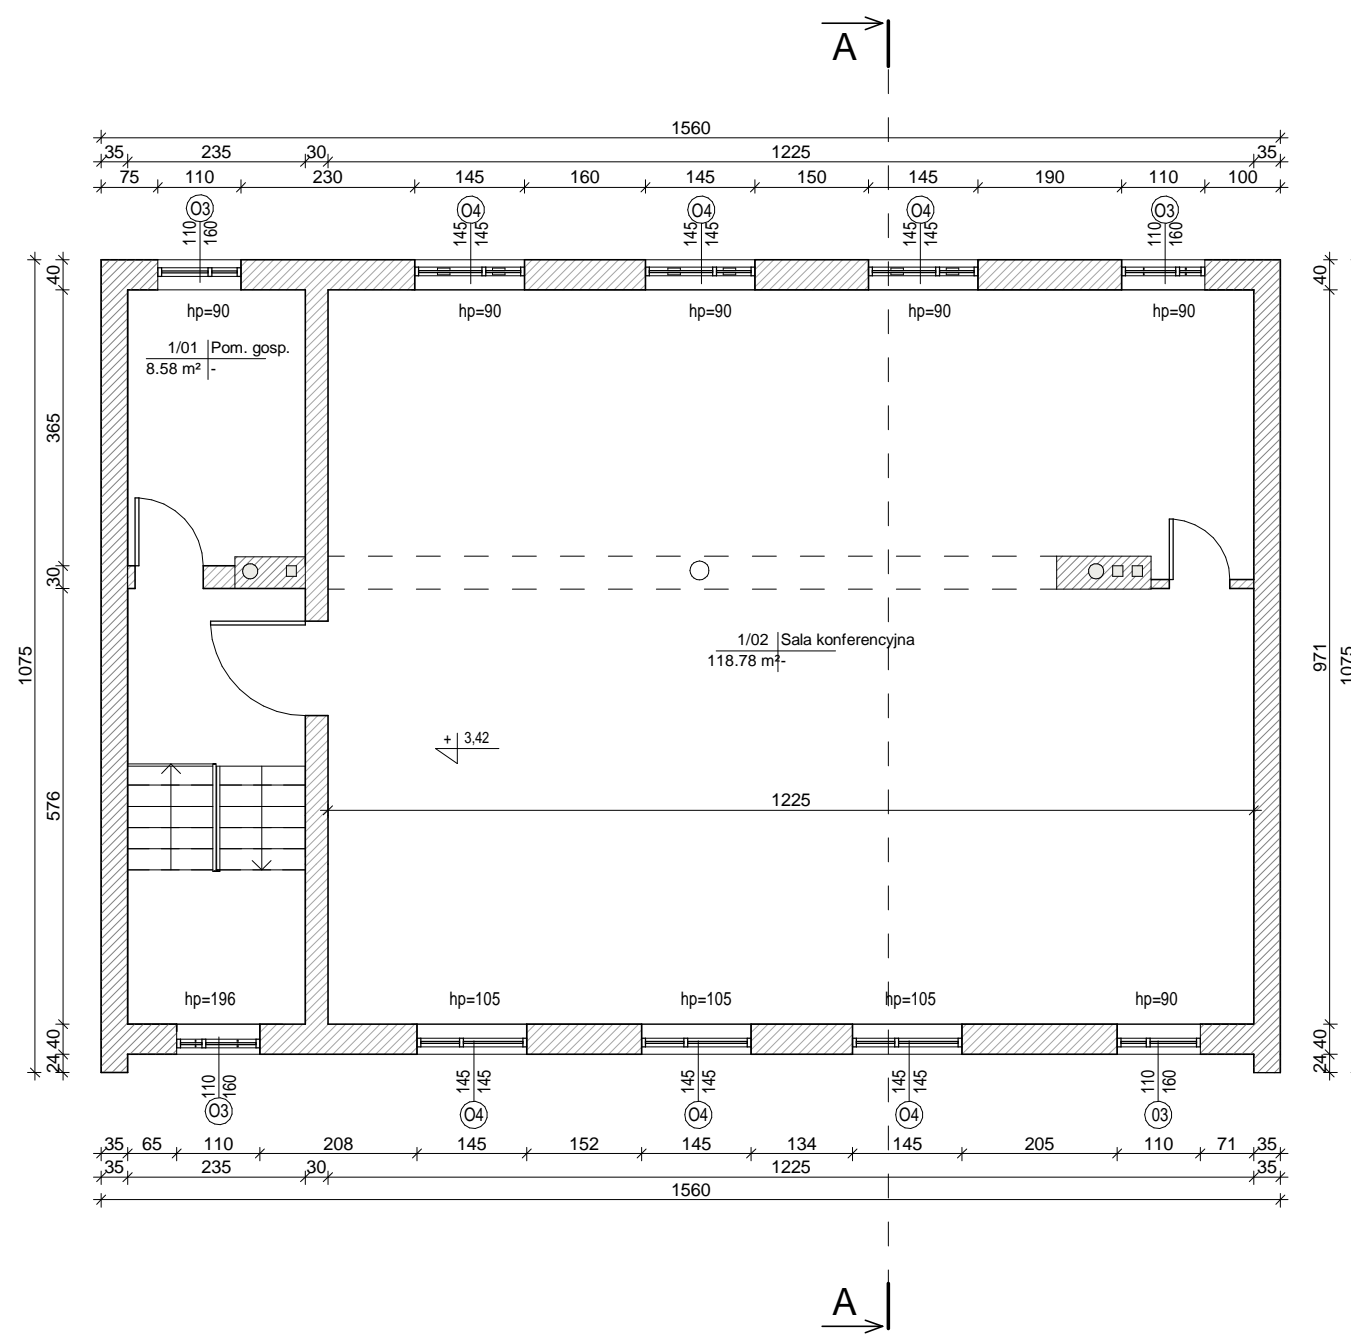 A
1560
35 235 30 1225 35
75 110 230 145 160 145 150 145 190 110 100
O3 O4 O4 O4 O3
110 145 145 145 110
160 145 145 145 160
40
40
hp=90 hp=90 hp=90 hp=90 hp=90
1/01 Pom. gosp.
8.58 m² -
365
30
1/02 Sala konferencyjna
118.78 m²-
1075
971
1075
+ 3,42
576
1225
hp=196 hp=105 hp=105 hp=105 hp=90
40
24
40
24
110 145 145 145 110
160 145 145 145 160
O3 O4 O4 O4 03
35 65 110 208 145 152 145 134 145 205 110 71 35
35 235 30 1225 35
1560
A